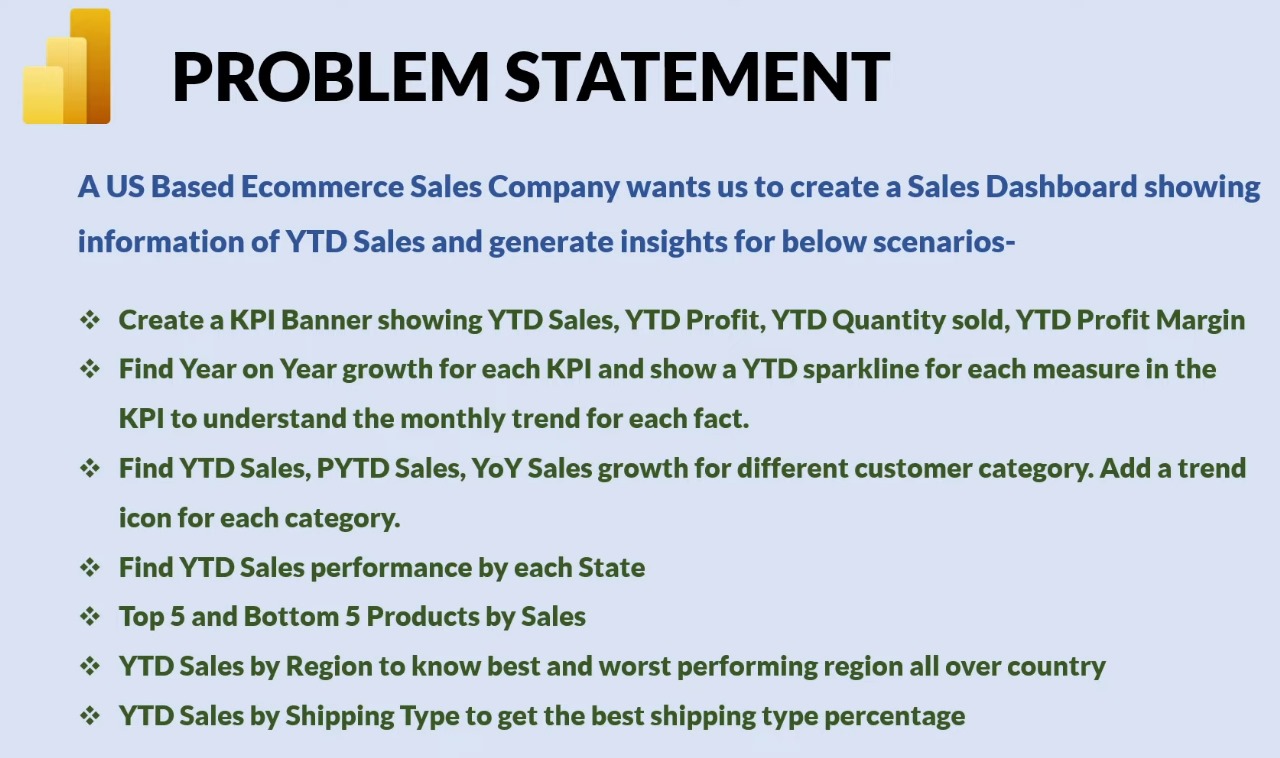 PROBLEM STATEMENT
A US Based Ecommerce Sales Company wants us to create a Sales Dashboard showing
information of YTD Sales and generate insights for below scenarios-
❖ Create a KPI Banner showing YTD Sales, YTD Profit, YTD Quantity sold, YTD Profit Margin
❖ Find Year on Year growth for each KPI and show a YTD sparkline for each measure in the
KPI to understand the monthly trend for each fact.
❖ Find YTD Sales, PYTD Sales, YoY Sales growth for different customer category. Add a trend
icon for each category.
❖ Find YTD Sales performance by each State
❖ Top 5 and Bottom 5 Products by Sales
❖ YTD Sales by Region to know best and worst performing region all over country
❖ YTD Sales by Shipping Type to get the best shipping type percentage